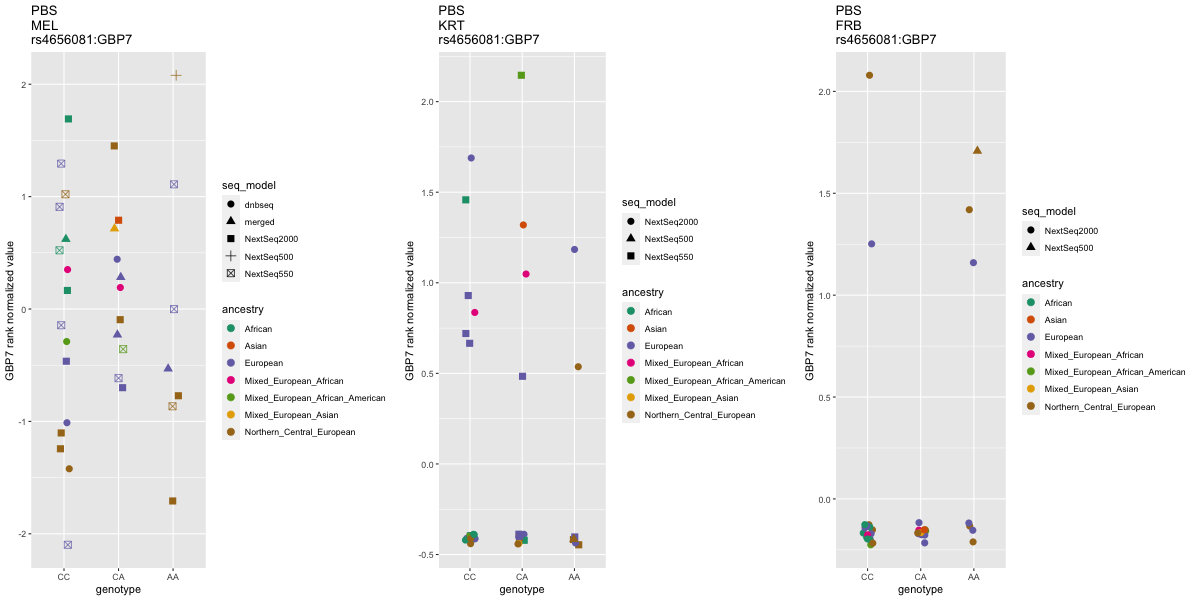 PBS
MEL
rs4656081:GBP7
GBP7 rank normalized value
2
1
0
-1
-2
CC
CA
AA
genotype
seq_model
dnbseq
merged
NextSeq2000
NextSeq500
NextSeq550
ancestry
African
Asian
European
Mixed_European_African
Mixed_European_African_American
Mixed_European_Asian
Northern_Central_European
PBS
KRT
rs4656081:GBP7
GBP7 rank normalized value
2.0
1.5
1.0
0.5
0.0
-0.5
CC
CA
AA
genotype
seq_model
NextSeq2000
NextSeq500
NextSeq550
ancestry
African
Asian
European
Mixed_European_African
Mixed_European_African_American
Mixed_European_Asian
Northern_Central_European
PBS
FRB
rs4656081:GBP7
GBP7 rank normalized value
2.0
1.5
1.0
0.5
0.0
CC
CA
AA
genotype
seq_model
NextSeq2000
NextSeq500
ancestry
African
Asian
European
Mixed_European_African
Mixed_European_African_American
Mixed_European_Asian
Northern_Central_European